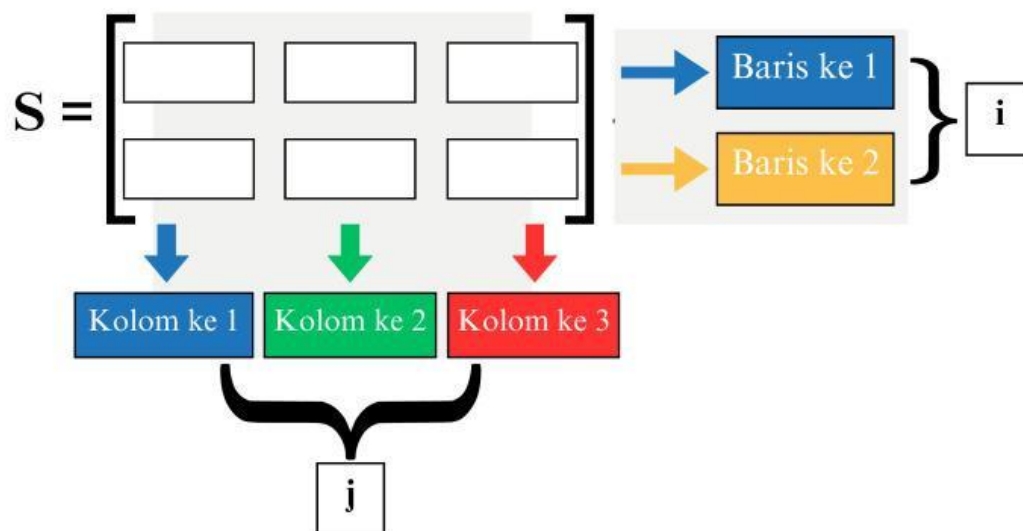 S =
Baris ke 1
i
Baris ke 2
Kolom ke 1 Kolom ke 2 Kolom ke 3
j